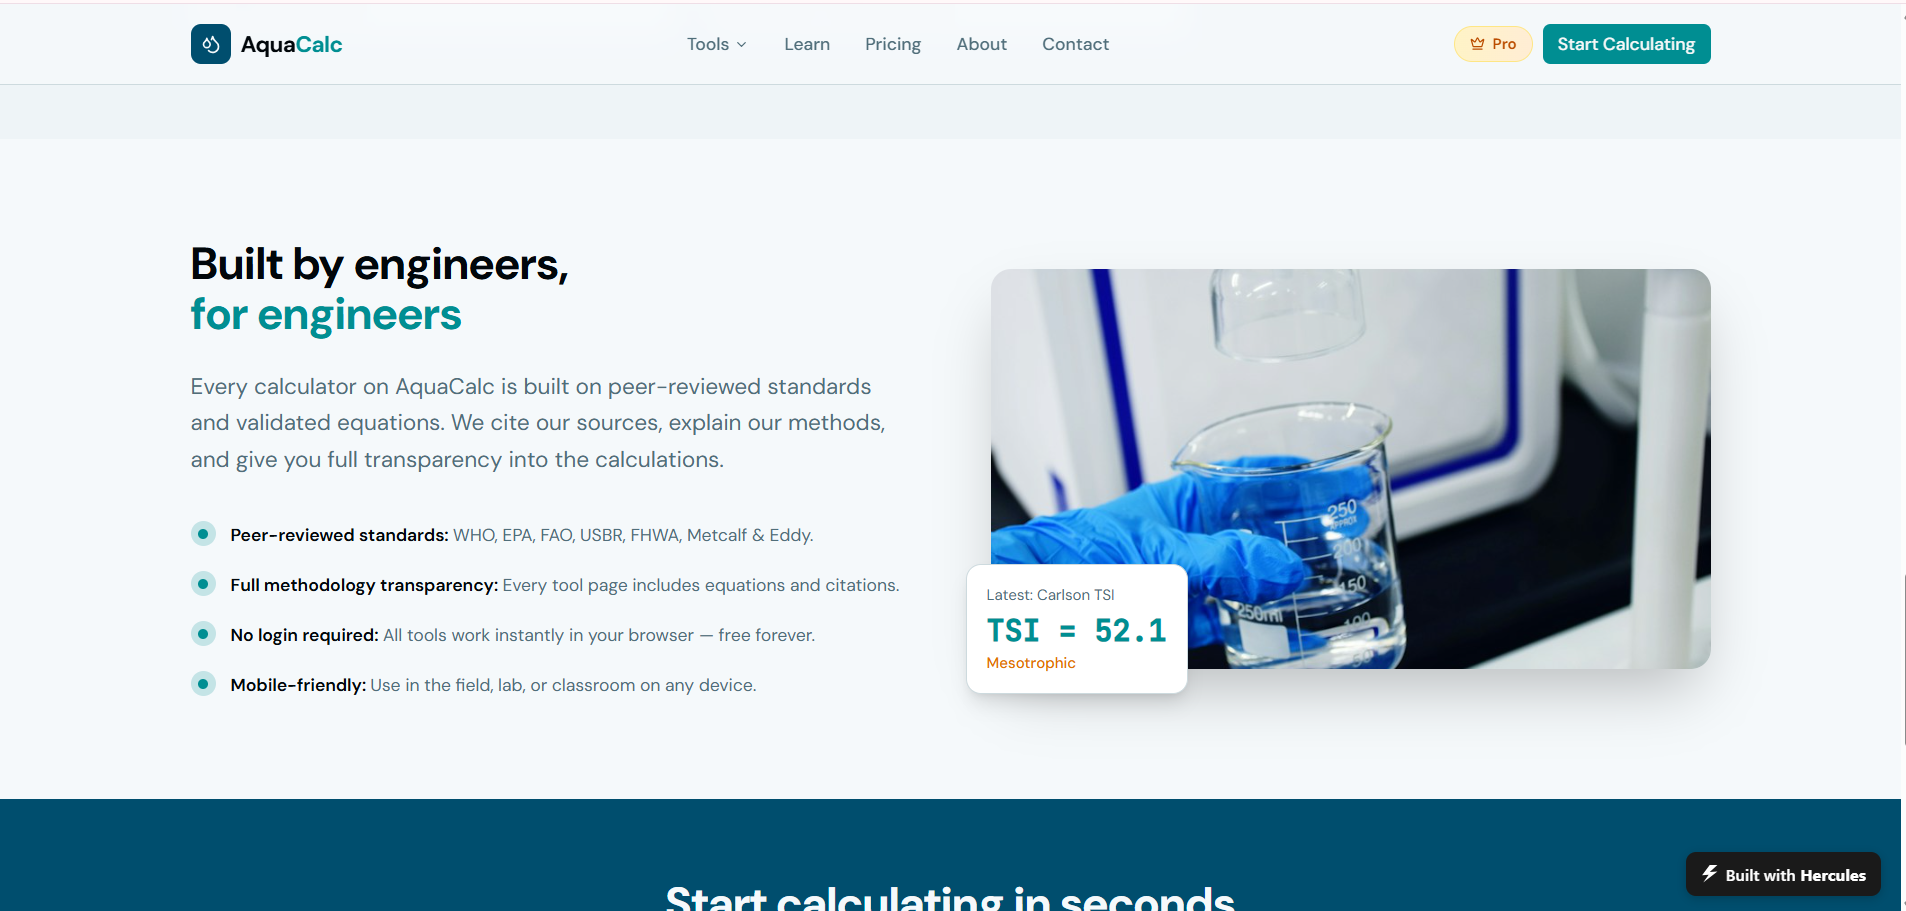 AquaCalc
Tools
Learn
Pricing
About
Contact
Pro
Start Calculating
Built by engineers,
for engineers
Every calculator on AquaCalc is built on peer-reviewed standards
and validated equations. We cite our sources, explain our methods,
and give you full transparency into the calculations.
Peer-reviewed standards: WHO, EPA, FAO, USBR, FHWA, Metcalf & Eddy.
Full methodology transparency: Every tool page includes equations and citations.
No login required: All tools work instantly in your browser — free forever.
Mobile-friendly: Use in the field, lab, or classroom on any device.
250
APPROX
200
150
250ml
100
50
Latest: Carlson TSI
TSI = 52.1
Mesotrophic
Start calculating in seconds
Built with Hercules